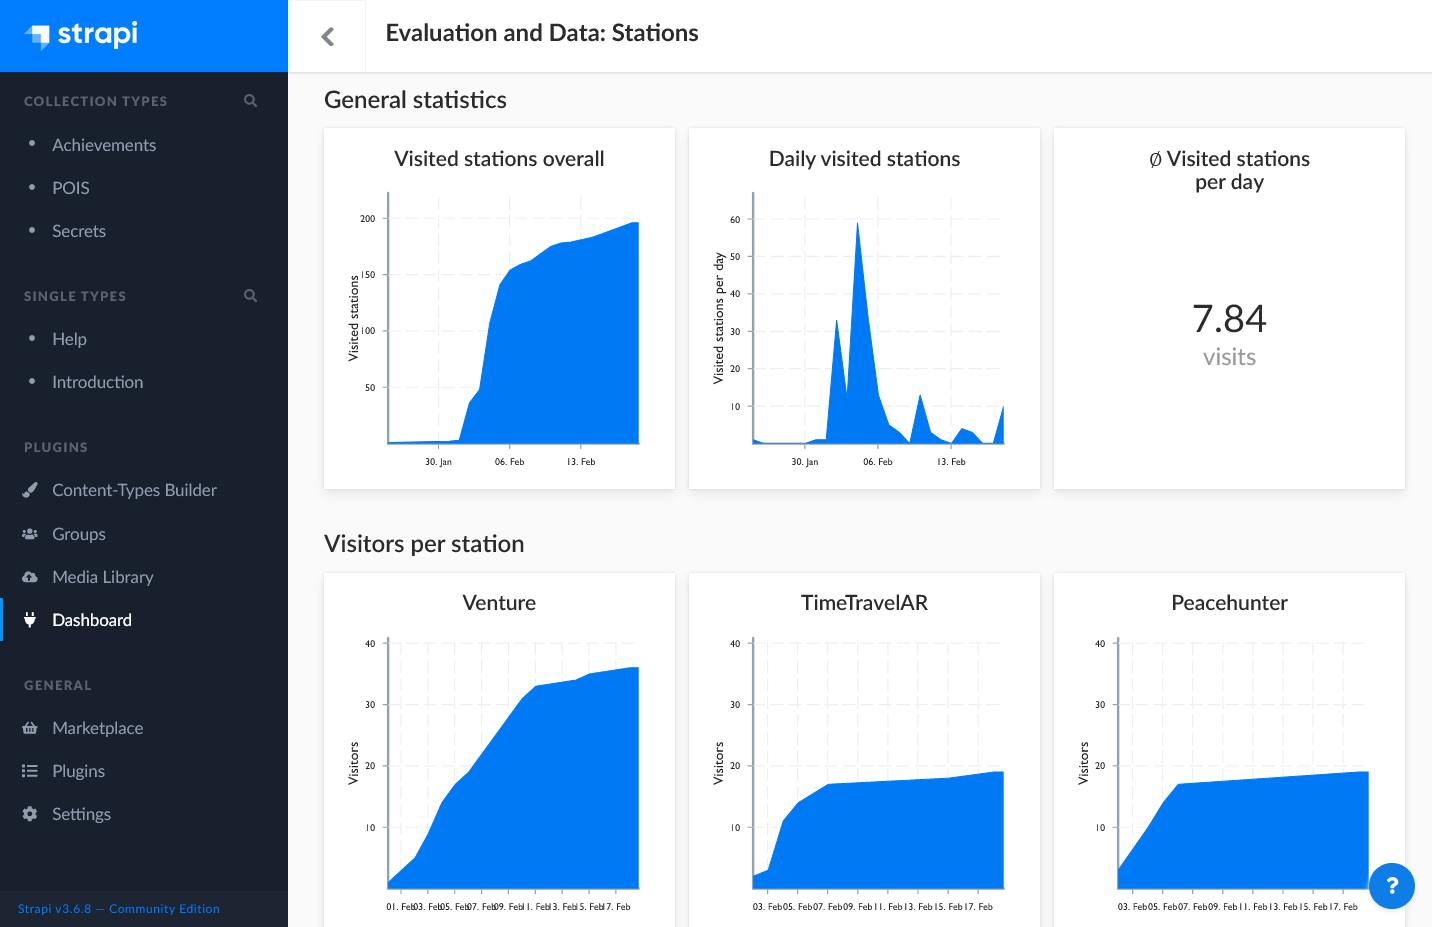 strapi
Evaluation and Data: Stations
COLLECTION TYPES
Achievements
POIS
Secrets
SINGLE TYPES
Help
Introduction
PLUGINS
Content-Types Builder
Groups
Media Library
Dashboard
GENERAL
Marketplace
Plugins
Settings
Strapi v3.6.8 — Community Edition
General statistics
Visited stations overall
Visited stations
200
150
100
50
30. Jan
06. Feb
13. Feb
Daily visited stations
Visited stations per day
60
50
40
30
20
10
30. Jan
06. Feb
13. Feb
Ø Visited stations
per day
7.84
visits
Visitors per station
Venture
Visitors
40
30
20
10
01. Feb 03. Feb 05. Feb 07. Feb 09. Feb 11. Feb 13. Feb 15. Feb 17. Feb
TimeTravelAR
Visitors
40
30
20
10
03. Feb 05. Feb 07. Feb 09. Feb 11. Feb 13. Feb 15. Feb 17. Feb
Peacehunter
Visitors
40
30
20
10
03. Feb 05. Feb 07. Feb 09. Feb 11. Feb 13. Feb 15. Feb 17. Feb
?